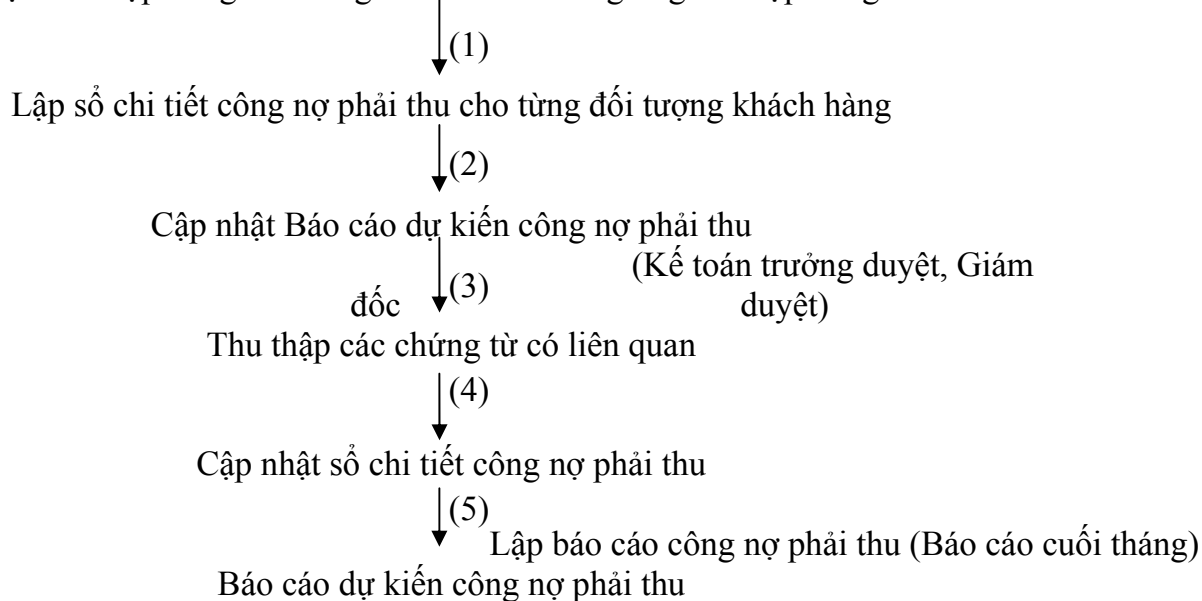 (1)
Lập sổ chi tiết công nợ phải thu cho từng đối tượng khách hàng
(2)
Cập nhật Báo cáo dự kiến công nợ phải thu
(Kế toán trưởng duyệt, Giám
(3)
đốc duyệt)
Thu thập các chứng từ có liên quan
(4)
Cập nhật sổ chi tiết công nợ phải thu
(5)
Lập báo cáo công nợ phải thu (Báo cáo cuối tháng)
Báo cáo dự kiến công nợ phải thu